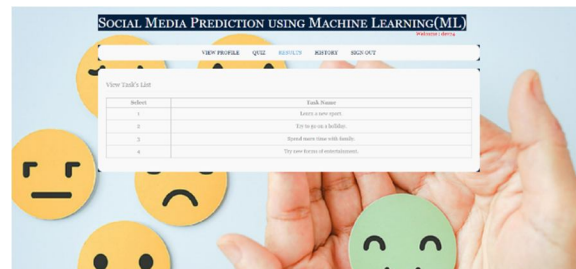 Social Media Prediction using Machine Learning(ML)
Welcome : demo4
VIEW PROFILE QUIZ RESULTS HISTORY SIGN OUT
View Task's List
Select Task Name
1 Learn a new sport.
2 Try to go on a holiday.
3 Spend more time with family.
4 Try new forms of entertainment.